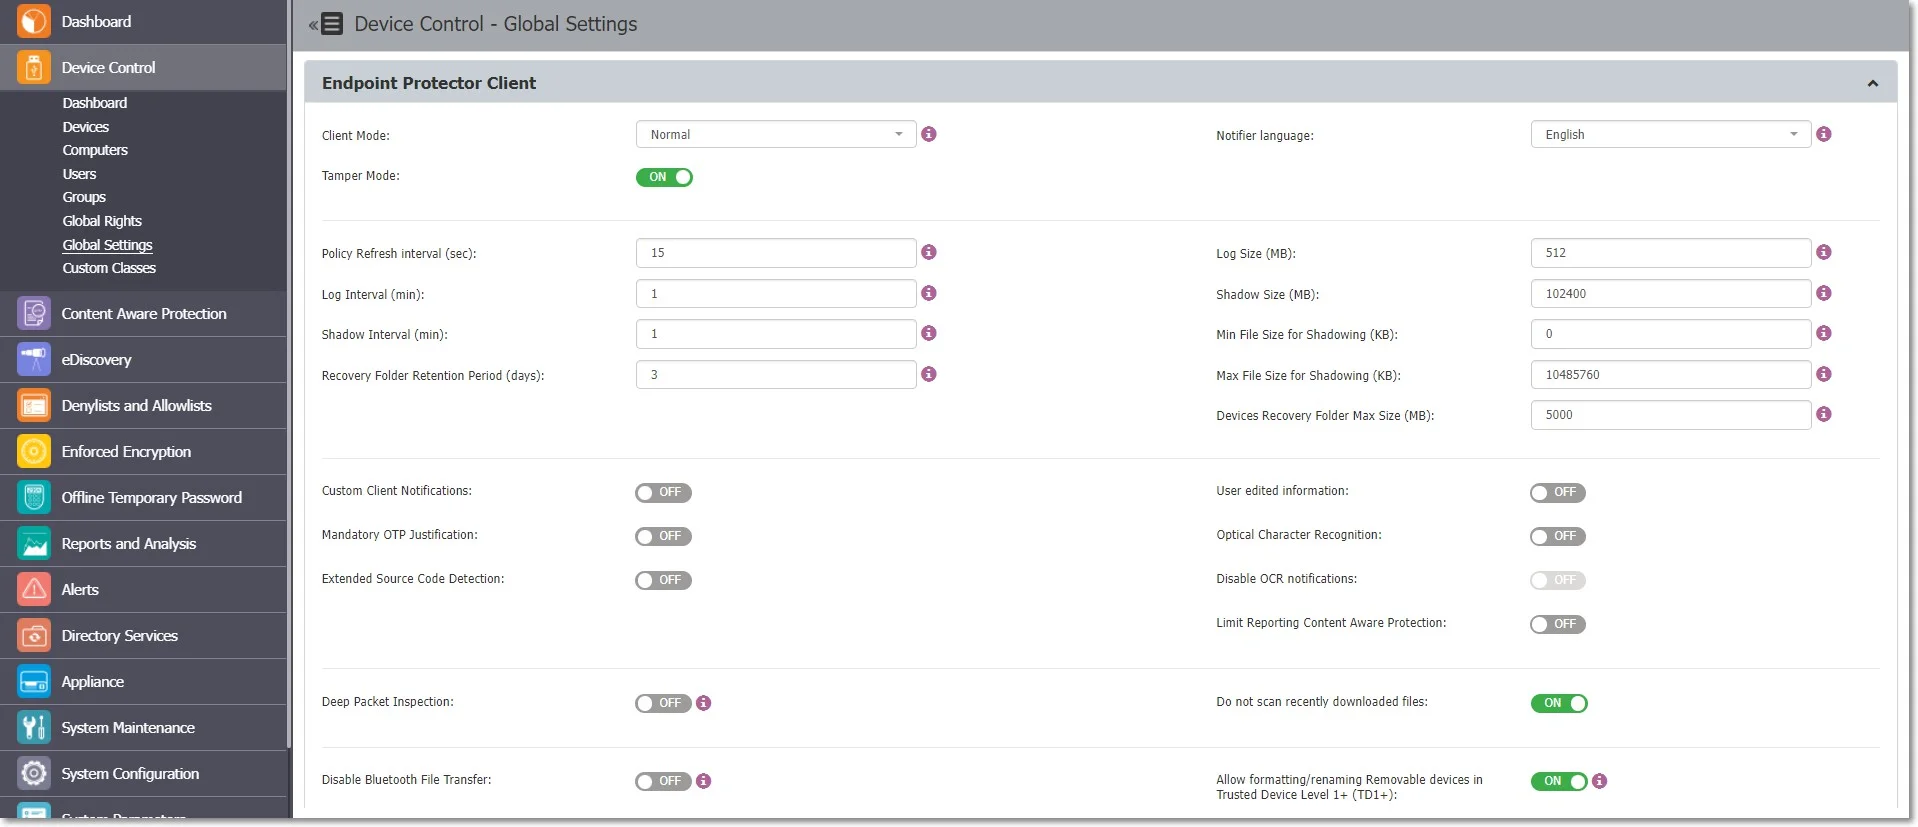 Dashboard
Device Control
Dashboard
Devices
Computers
Users
Groups
Global Rights
Global Settings
Custom Classes
Content Aware Protection
eDiscovery
Denylists and Allowlists
Enforced Encryption
Offline Temporary Password
Reports and Analysis
Alerts
Directory Services
Appliance
System Maintenance
System Configuration
System Parameters
Device Control - Global Settings
Endpoint Protector Client
Client Mode:
Normal
Notifier language:
English
Tamper Mode:
ON
Policy Refresh interval (sec):
15
Log Size (MB):
512
Log Interval (min):
1
Shadow Size (MB):
102400
Shadow Interval (min):
1
Min File Size for Shadowing (KB):
0
Recovery Folder Retention Period (days):
3
Max File Size for Shadowing (KB):
10485760
Devices Recovery Folder Max Size (MB):
5000
Custom Client Notifications:
OFF
User edited information:
OFF
Mandatory OTP Justification:
OFF
Optical Character Recognition:
OFF
Extended Source Code Detection:
OFF
Disable OCR notifications:
OFF
Limit Reporting Content Aware Protection:
OFF
Deep Packet Inspection:
OFF
Do not scan recently downloaded files:
ON
Disable Bluetooth File Transfer:
OFF
Allow formatting/renaming Removable devices in
Trusted Device Level 1+ (TD1+):
ON